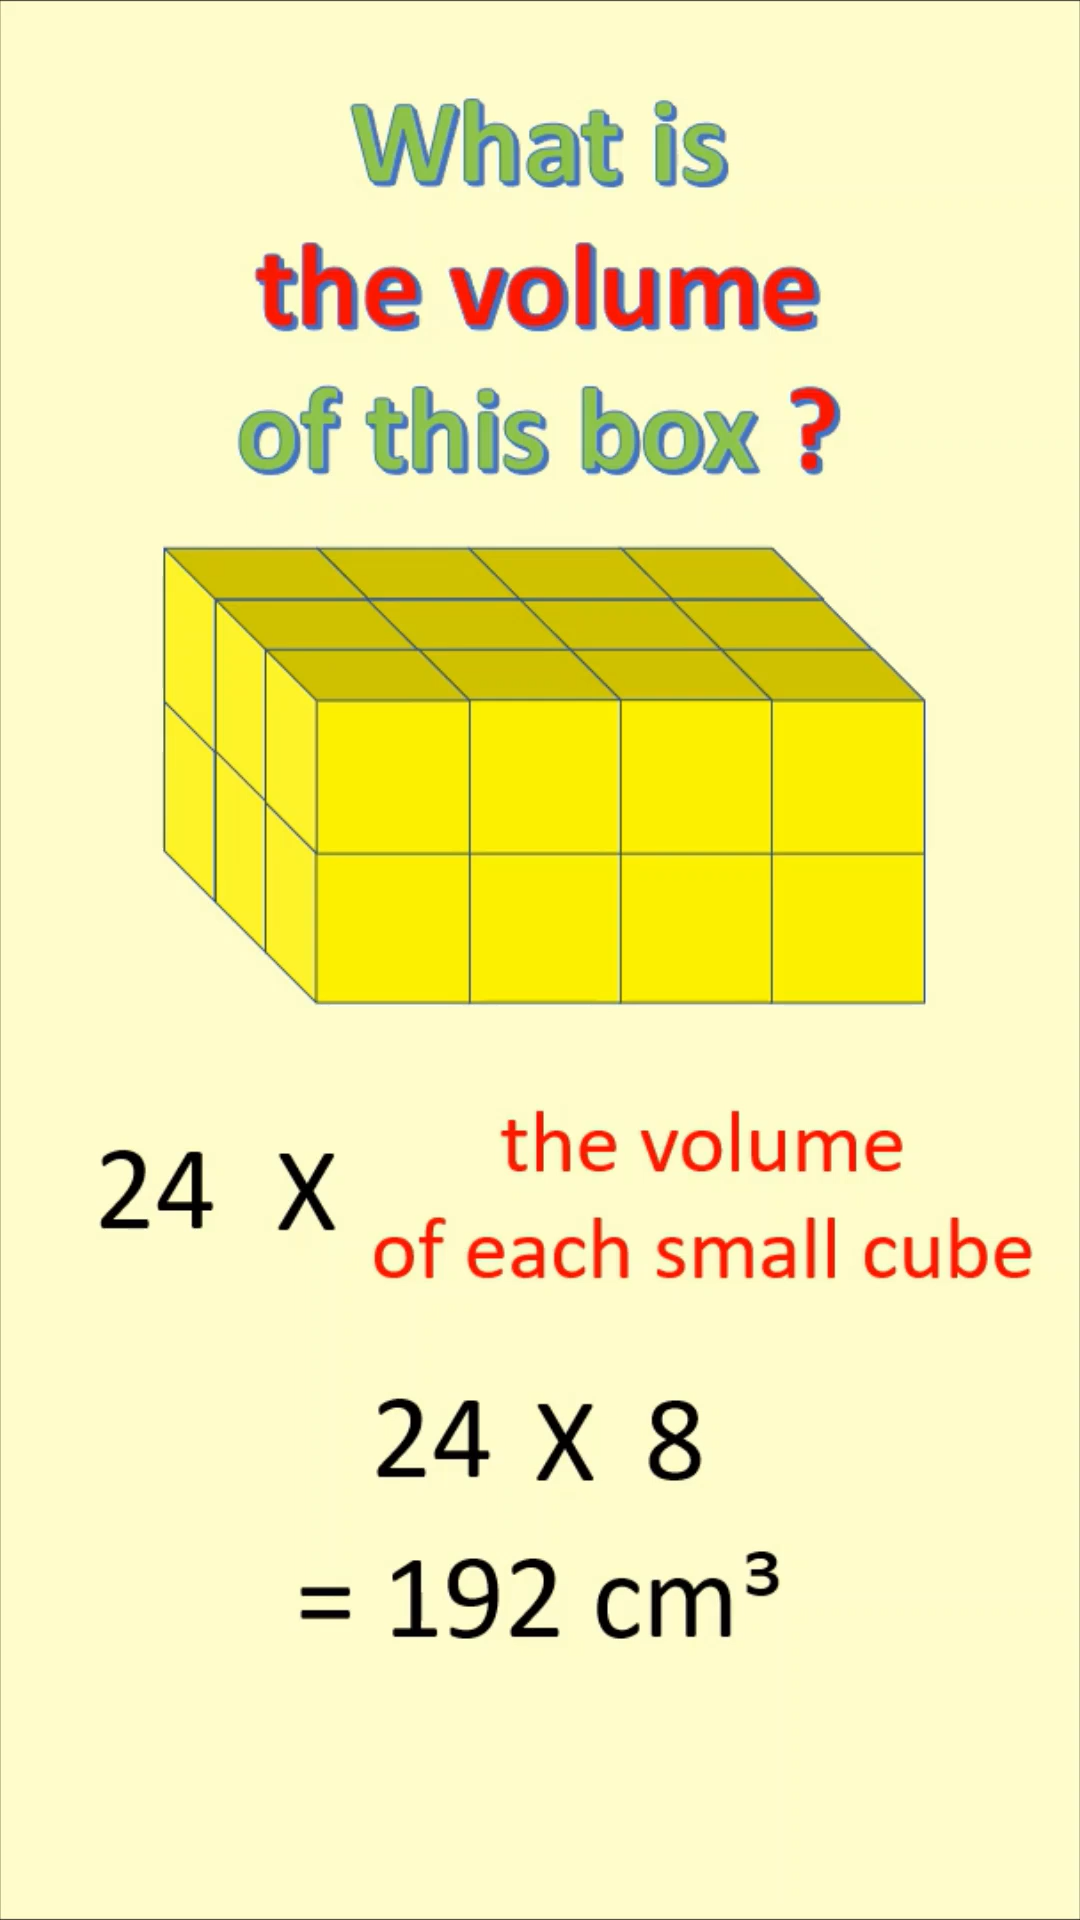 What is
the volume
of this box ?
24 X
the volume
of each small cube
24 X 8
= 192 cm³